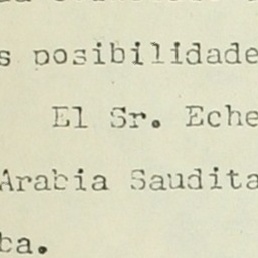 s posibilidade
El Sr. Eche
Arabia Saudita
ba.